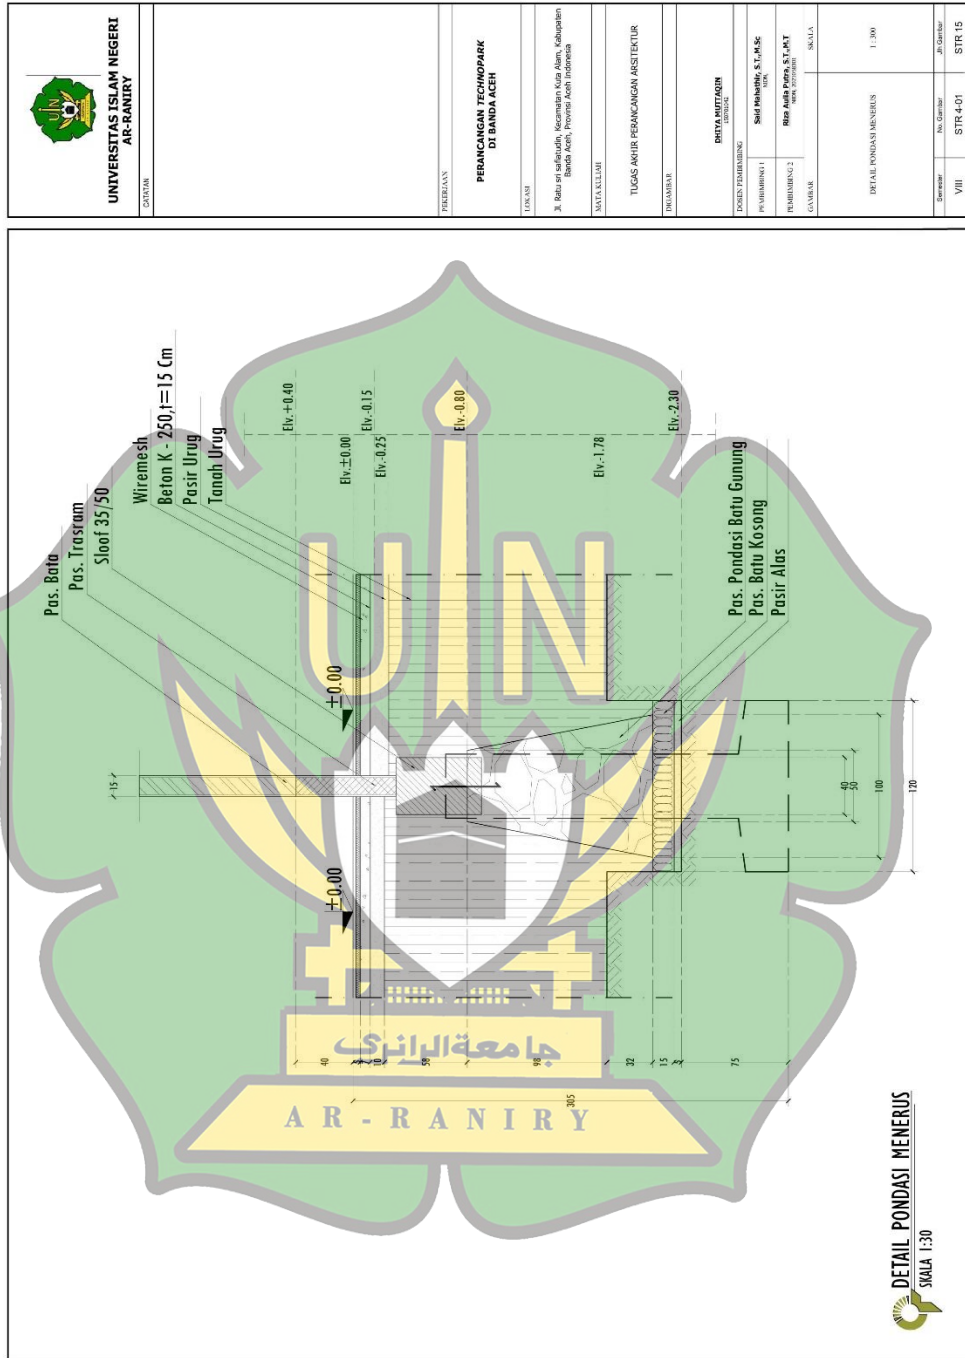 UIN
UNIVERSITAS ISLAM NEGERI
AR-RANIRY
CATATAN
PEKERJAAN
PERANCANGAN TECHNOPARK
DI BANDA ACEH
LOKASI
Jl. Ratu sri safiatudin, Kecamatan Kuta Alam, Kabupaten
Banda Aceh, Provinsi Aceh Indonesia
MATA KULIAH
TUGAS AKHIR PERANCANGAN ARSITEKTUR
DIGAMBAR
DHIYA MUTTAQIN
DOSEN PEMBIMBING
PEMBIMBING 1
Said Mahathir, S.T.,M.Sc
PEMBIMBING 2
Riza Aulia Putra, S.T.,M.T
GAMBAR
SKALA
DETAIL PONDASI MENERUS
1 : 300
Semester
No. Gambar
Jlh Gambar
VIII
STR 4-01
STR 15
Pas. Bata
Pas. Trasram
Sloof 35/50
Wiremesh
Beton K - 250,t=15 Cm
Pasir Urug
Tanah Urug
Elv.+0.40
Elv.±0.00
Elv.-0.15
Elv.-0.25
Elv.-0.80
Elv.-1.78
Elv.-2.30
±0.00
±0.00
15
Pas. Pondasi Batu Gunung
Pas. Batu Kosong
Pasir Alas
40
10
58
98
32
15
5
75
305
40
50
100
120
UIN
جامعة الرانري
AR-RANIRY
DETAIL PONDASI MENERUS
SKALA 1:30